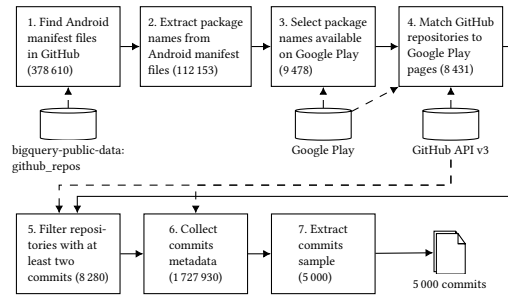 1. Find Android
manifest files
in GitHub
(378 610)
2. Extract package
names from
Android manifest
files (112 153)
3. Select package
names available
on Google Play
(9 478)
4. Match GitHub
repositories to
Google Play
pages (8 431)
bigquery-public-data:
github_repos
Google Play
GitHub API v3
5. Filter reposi-
tories with at
least two
commits (8 280)
6. Collect
commits
metadata
(1 727 930)
7. Extract
commits
sample
(5 000)
5 000 commits